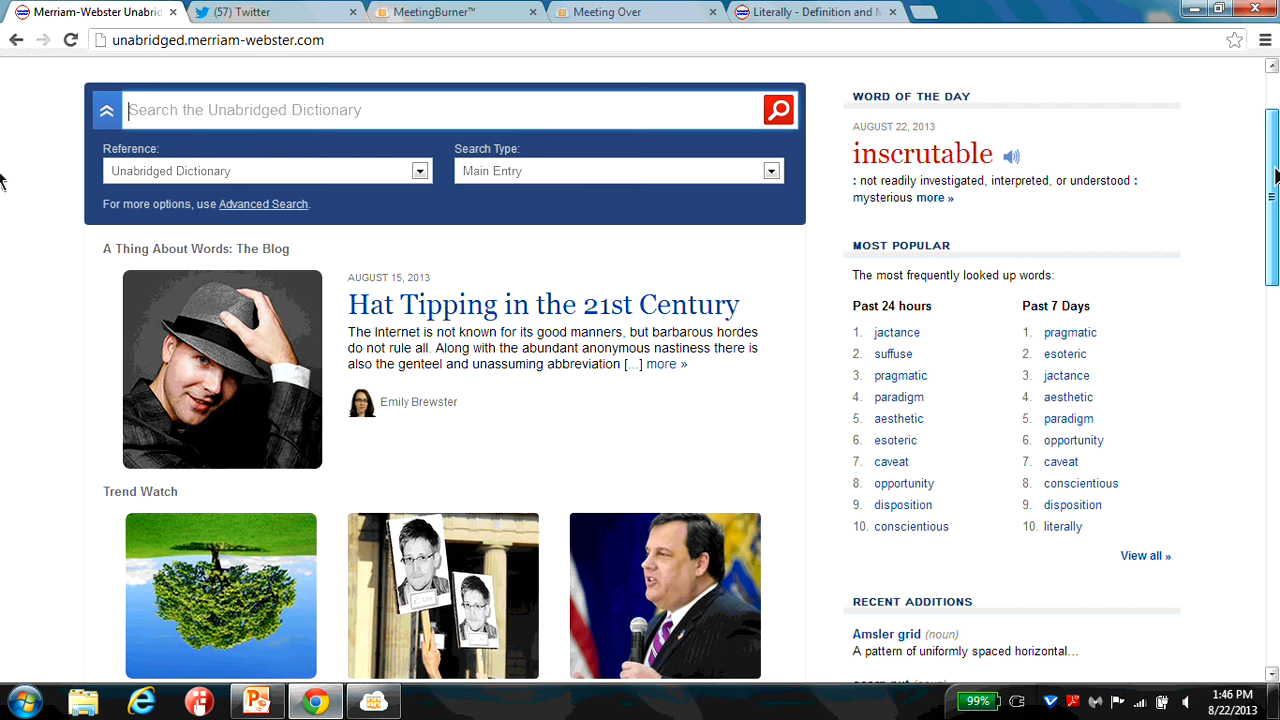 Merriam-Webster Unabrid
(57) Twitter
MeetingBurner™
Meeting Over
Literally - Definition and M
unabridged.merriam-webster.com
Search the Unabridged Dictionary
Reference:
Search Type:
Unabridged Dictionary
Main Entry
For more options, use Advanced Search.
A Thing About Words: The Blog
AUGUST 15, 2013
Hat Tipping in the 21st Century
The Internet is not known for its good manners, but barbarous hordes
do not rule all. Along with the abundant anonymous nastiness there is
also the genteel and unassuming abbreviation [...] more »
Emily Brewster
Trend Watch
WORD OF THE DAY
AUGUST 22, 2013
inscrutable
: not readily investigated, interpreted, or understood :
mysterious more »
MOST POPULAR
The most frequently looked up words:
Past 24 hours
1. jactance
2. suffuse
3. pragmatic
4. paradigm
5. aesthetic
6. esoteric
7. caveat
8. opportunity
9. disposition
10. conscientious
Past 7 Days
1. pragmatic
2. esoteric
3. jactance
4. aesthetic
5. paradigm
6. opportunity
7. caveat
8. conscientious
9. disposition
10. literally
View all »
RECENT ADDITIONS
Amsler grid (noun)
A pattern of uniformly spaced horizontal...
99%
1:46 PM
8/22/2013